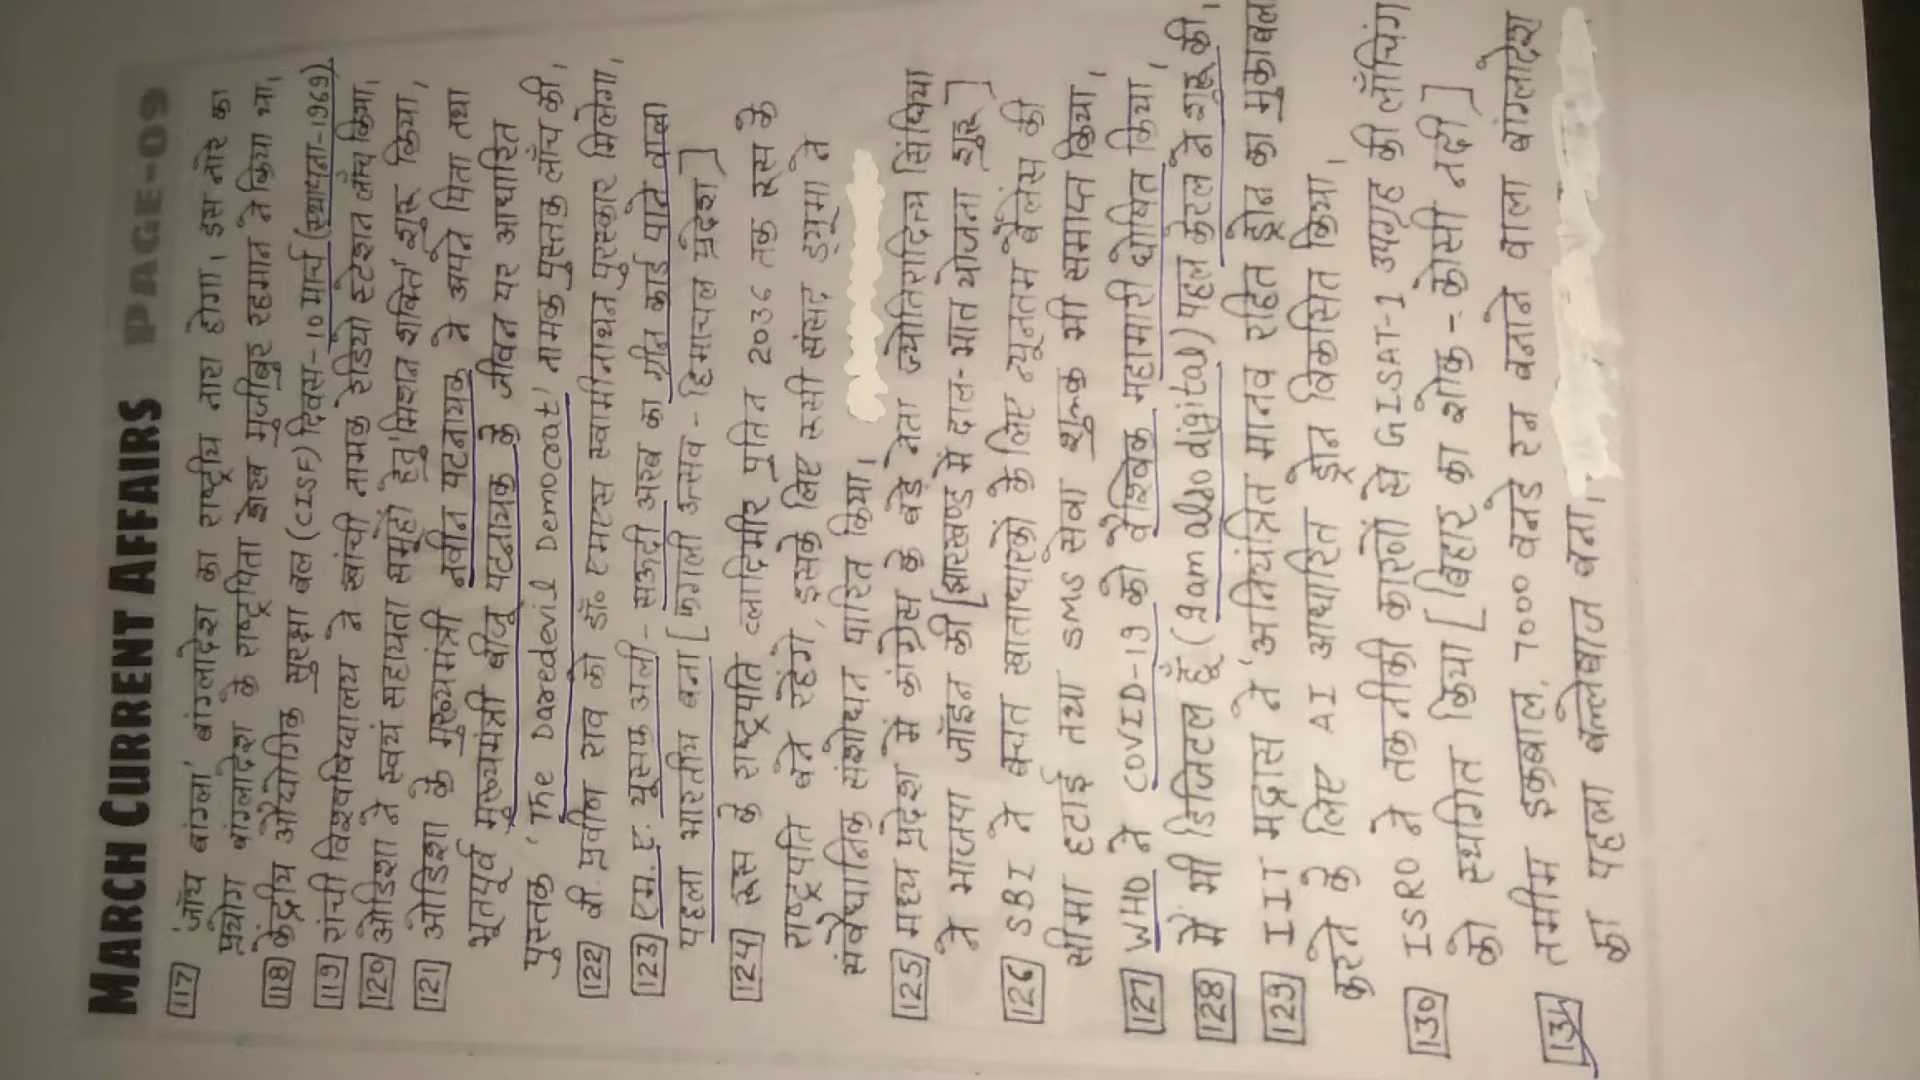 MARCH CURRENT AFFAIRS PAGE-09
117 'जॉय बांग्ला' बांग्लादेश का राष्ट्रीय नारा होगा। इस नारे का
प्रयोग बांग्लादेश के राष्ट्रपिता शेख मुजीबुर रहमान ने किया था।
118 केंद्रीय औद्योगिक सुरक्षा बल (CISF) दिवस-10 मार्च (स्थापना-1969)
119 रांची विश्वविद्यालय ने खांची नामक रेडियो स्टेशन लॉंच किया।
120 ओडिशा ने स्वयं सहायता समूहों हेतु 'मिशन शक्ति' शुरू किया।
121 ओडिशा के मुख्यमंत्री नवीन पटनायक ने अपने पिता तथा
भूतपूर्व मुख्यमंत्री बीजू पटनायक के जीवन पर आधारित
पुस्तक 'The Daredevil Democrat' नामक पुस्तक लॉंच की।
122 वी. प्रवीण राव को डॉ० एमएस स्वामीनाथन पुरस्कार मिलेगा।
123 एम. ए. यूसुफ अली - सऊदी अरब का ग्रीन कार्ड पाने वाला
पहला भारतीय बना [फगली उत्सव - हिमाचल प्रदेश]
124 रूस के राष्ट्रपति व्लादिमीर पुतिन 2036 तक रूस के
राष्ट्रपति बने रहेंगे, इसके लिए रूसी संसद ड्यूमा ने
संवैधानिक संशोधन पारित किया।
125 मध्य प्रदेश में कांग्रेस के बड़े नेता ज्योतिरादित्य सिंधिया
ने भाजपा जॉइन की [झारखण्ड में दाल-भात योजना शुरू]
126 SBI ने बचत खाताधारकों के लिए न्यूनतम बैलेंस की
सीमा हटाई तथा SMS सेवा शुल्क भी समाप्त किया।
127 WHO ने COVID-19 को वैश्विक महामारी घोषित किया।
128 मैं भी डिजिटल हूँ (I am also digital) पहल केरल ने शुरू की।
129 IIT मद्रास ने 'अनियंत्रित मानव रहित ड्रोन का मुकाबला
करने के लिए AI आधारित ड्रोन विकसित किया।
130 ISRO ने तकनीकी कारणों से GISAT-1 उपग्रह की लॉंचिंग
को स्थगित किया [बिहार का शोक - कोसी नदी]
131 तमीम इकबाल, 7000 वनडे रन बनाने वाला बांग्लादेश
का पहला बल्लेबाज बना।